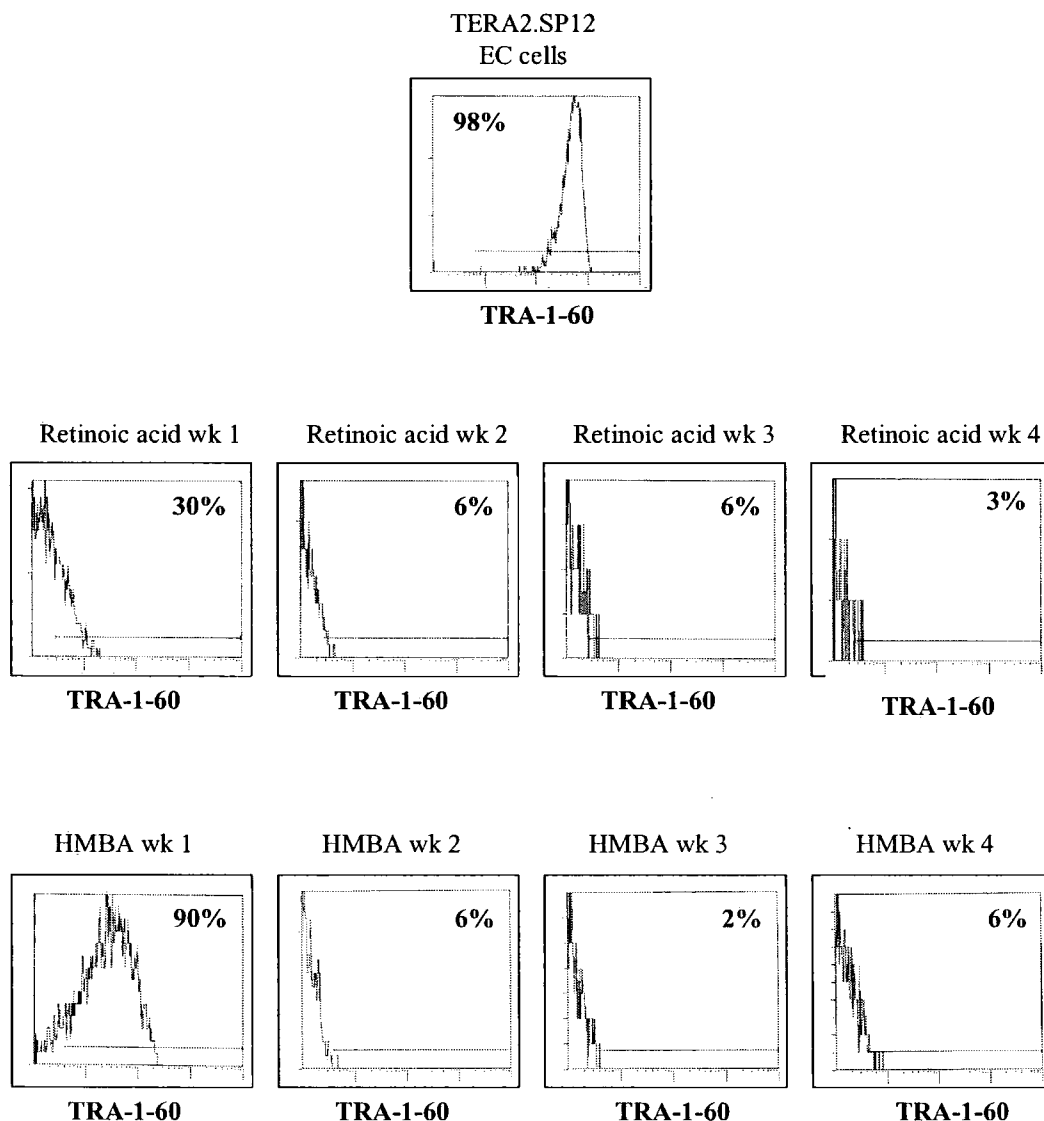 TERA2.SP12
EC cells
98%
TRA-1-60
Retinoic acid wk 1
Retinoic acid wk 2
Retinoic acid wk 3
Retinoic acid wk 4
30%
6%
6%
3%
TRA-1-60
TRA-1-60
TRA-1-60
TRA-1-60
HMBA wk 1
HMBA wk 2
HMBA wk 3
HMBA wk 4
90%
6%
2%
6%
TRA-1-60
TRA-1-60
TRA-1-60
TRA-1-60